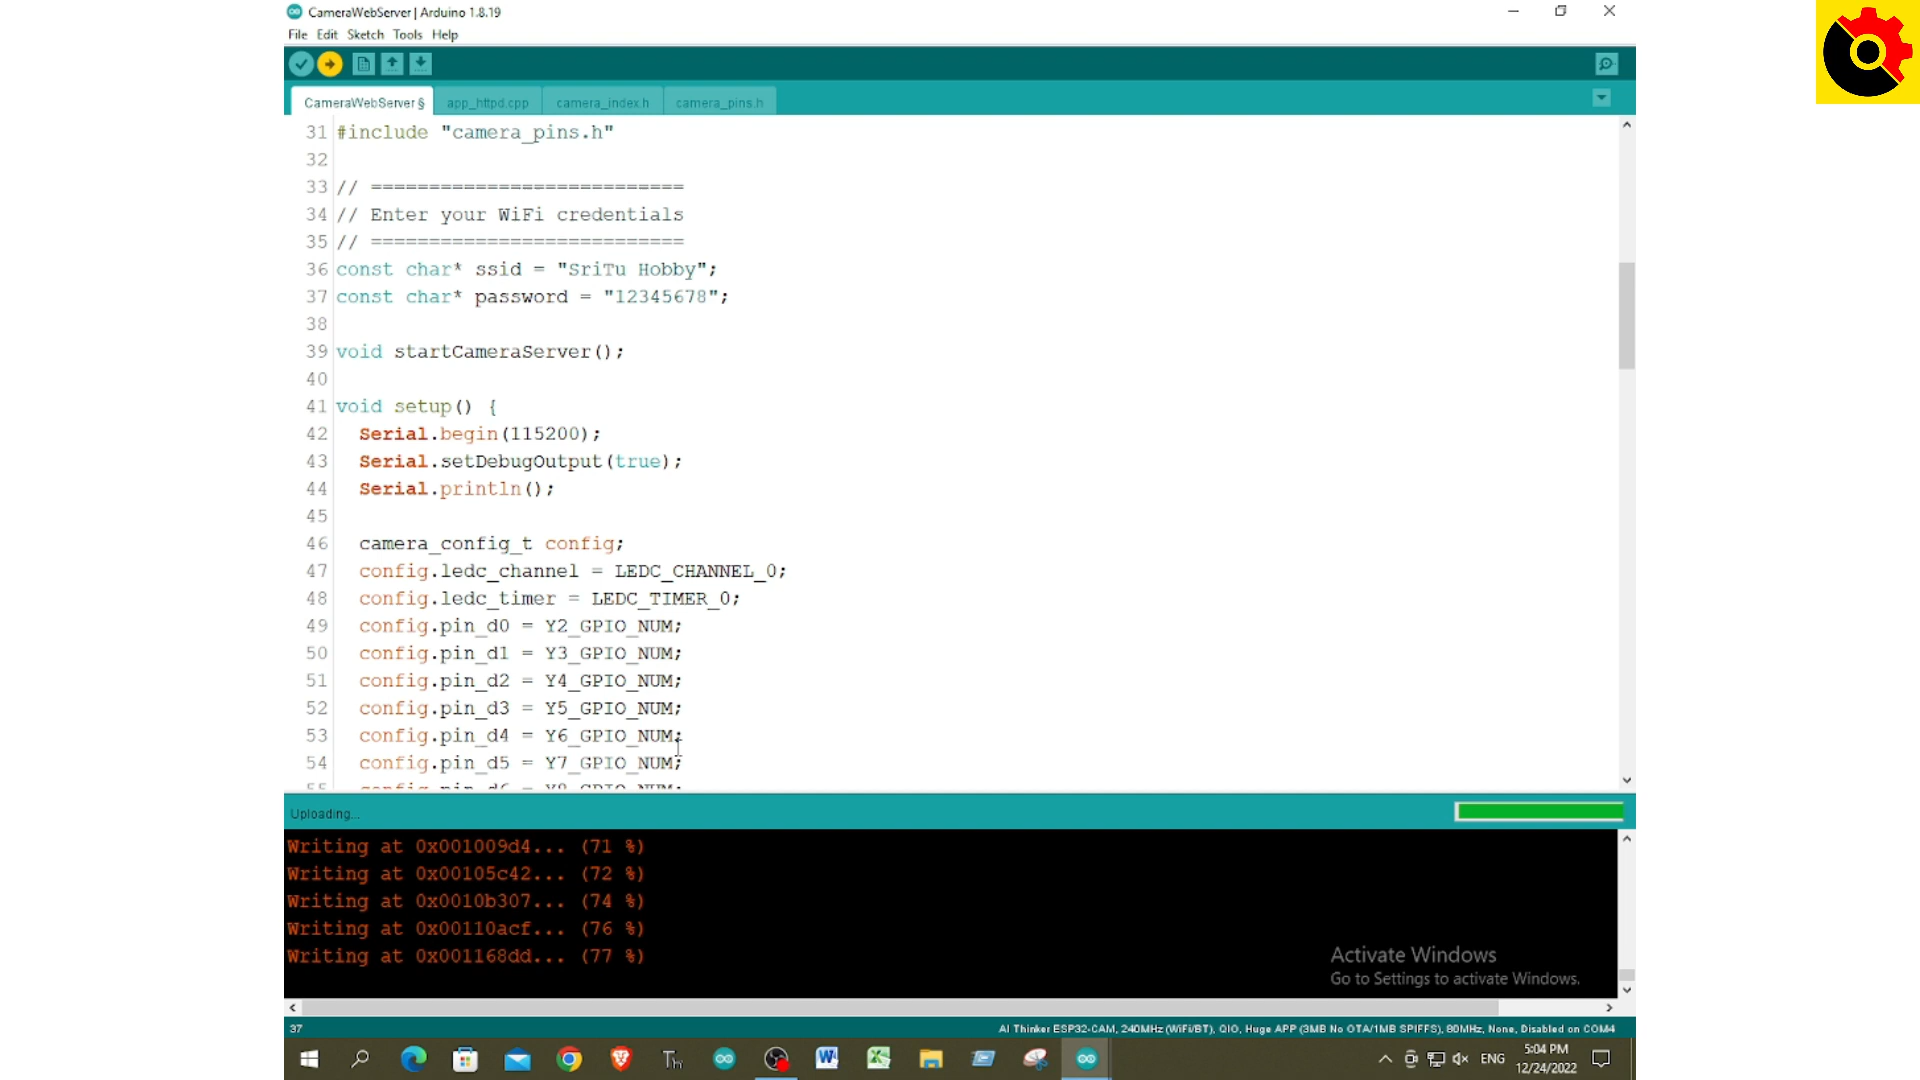 CameraWebServer | Arduino 1.8.19
File Edit Sketch Tools Help
CameraWebServer § app_httpd.cpp camera_index.h camera_pins.h
31 #include "camera_pins.h"
32
33 // ===========================
34 // Enter your WiFi credentials
35 // ===========================
36 const char* ssid = "SriTu Hobby";
37 const char* password = "12345678";
38
39 void startCameraServer();
40
41 void setup() {
42 Serial.begin(115200);
43 Serial.setDebugOutput(true);
44 Serial.println();
45
46 camera_config_t config;
47 config.ledc_channel = LEDC_CHANNEL_0;
48 config.ledc_timer = LEDC_TIMER_0;
49 config.pin_d0 = Y2_GPIO_NUM;
50 config.pin_d1 = Y3_GPIO_NUM;
51 config.pin_d2 = Y4_GPIO_NUM;
52 config.pin_d3 = Y5_GPIO_NUM;
53 config.pin_d4 = Y6_GPIO_NUM;
54 config.pin_d5 = Y7_GPIO_NUM;
55 config.pin_d6 = Y8_GPIO_NUM;
Uploading...
Writing at 0x001009d4... (71 %)
Writing at 0x00105c42... (72 %)
Writing at 0x0010b307... (74 %)
Writing at 0x00110acf... (76 %)
Writing at 0x001168dd... (77 %)
Activate Windows
Go to Settings to activate Windows.
37 AI Thinker ESP32-CAM, 240MHz (WiFi/BT), QIO, Huge APP (3MB No OTA/1MB SPIFFS), 80MHz, None, Disabled on COM4
ENG
5:04 PM
12/24/2022